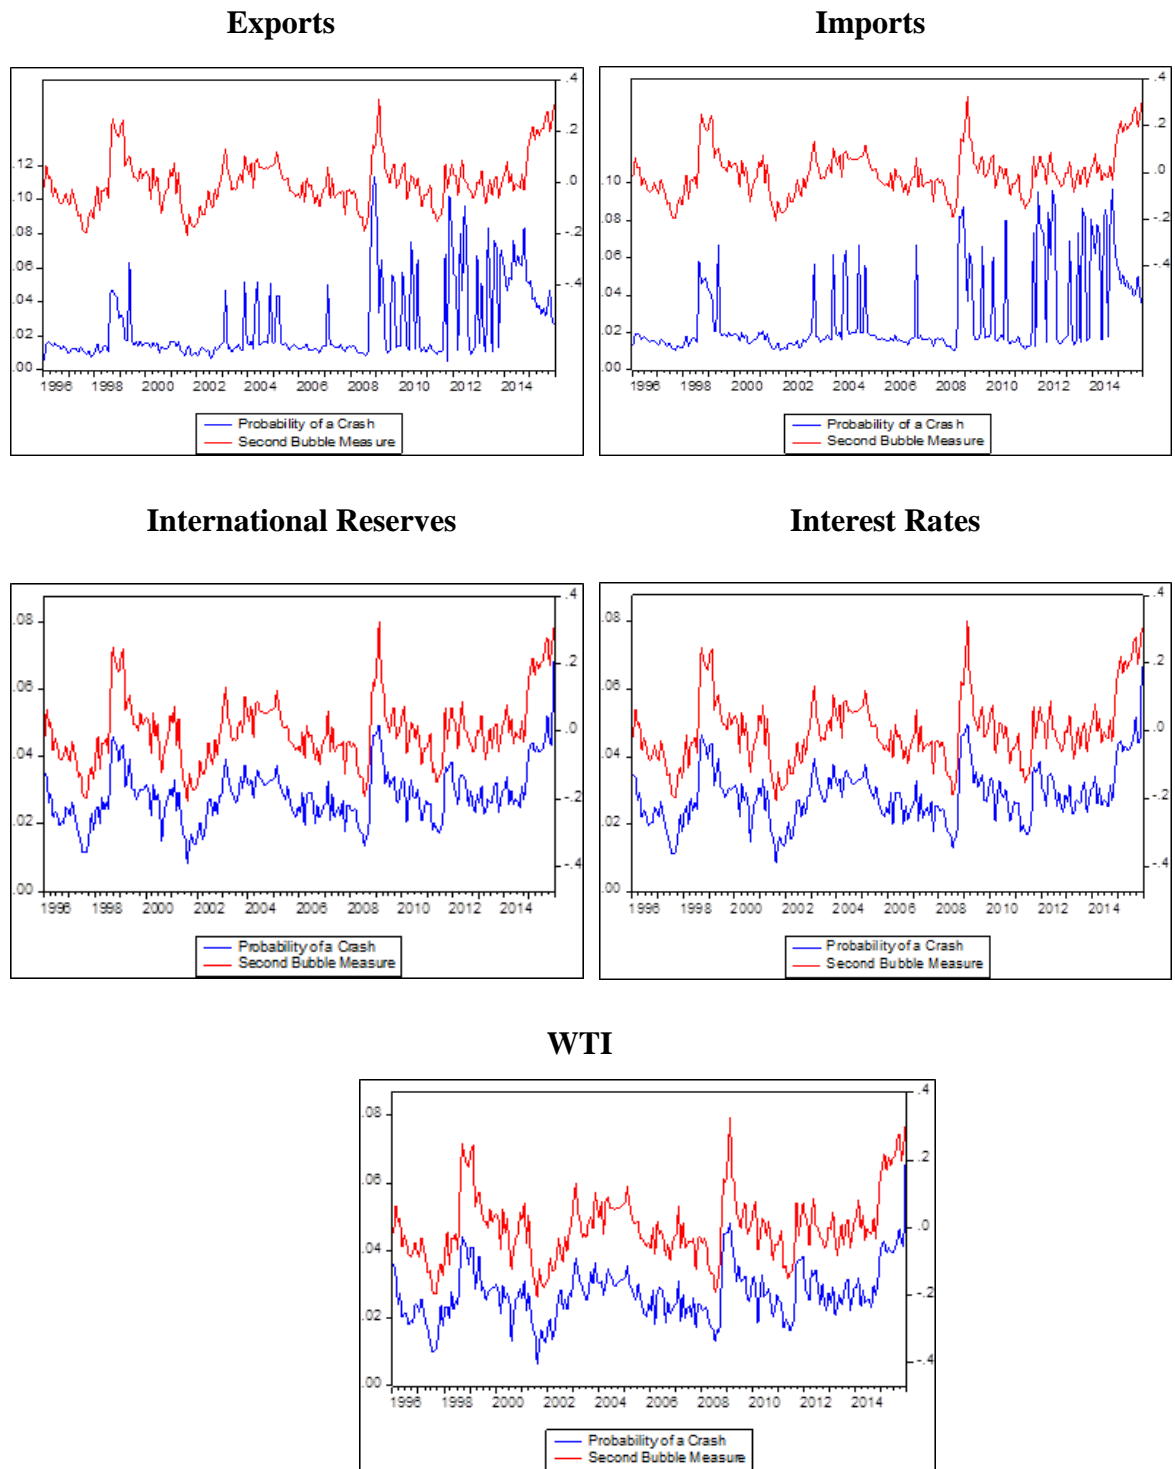 Exports Imports
.4 .4
.2 .2
.12 .0 .0
.10 .10
-.2 .08 -.2
.08
.06 .06
-.4 -.4
.04 .04
.02 .02
.00 .00
1996 1998 2000 2002 2004 2006 2008 2010 2012 2014 1996 1998 2000 2002 2004 2006 2008 2010 2012 2014
Probability of a Crash Probability of a Crash
Second Bubble Measure Second Bubble Measure
International Reserves Interest Rates
.4 .4
.08 .08
.2 .2
.06 .06
.0 .0
.04 .04
-.2 -.2
.02 .02
-.4 -.4
.00 .00
1996 1998 2000 2002 2004 2006 2008 2010 2012 2014 1996 1998 2000 2002 2004 2006 2008 2010 2012 2014
Probability of a Crash Probability of a Crash
Second Bubble Measure Second Bubble Measure
WTI
.4
.08
.2
.06
.0
.04
-.2
.02
-.4
.00
1996 1998 2000 2002 2004 2006 2008 2010 2012 2014
Probability of a Crash
Second Bubble Measure